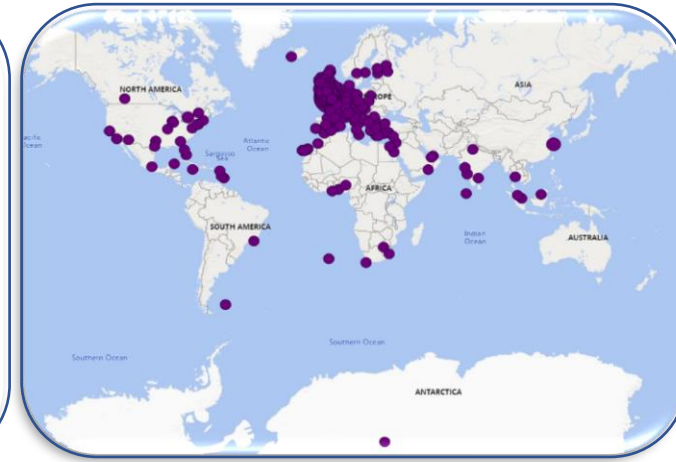 NORTH AMERICA
ASIA
OPE
Ocean
Atlantic
Ocean
Sargasso
Sea
AFRICA
SOUTH AMERICA
Indian
Ocean
AUSTRALIA
Southern Ocean
Southern Ocean
ANTARCTICA